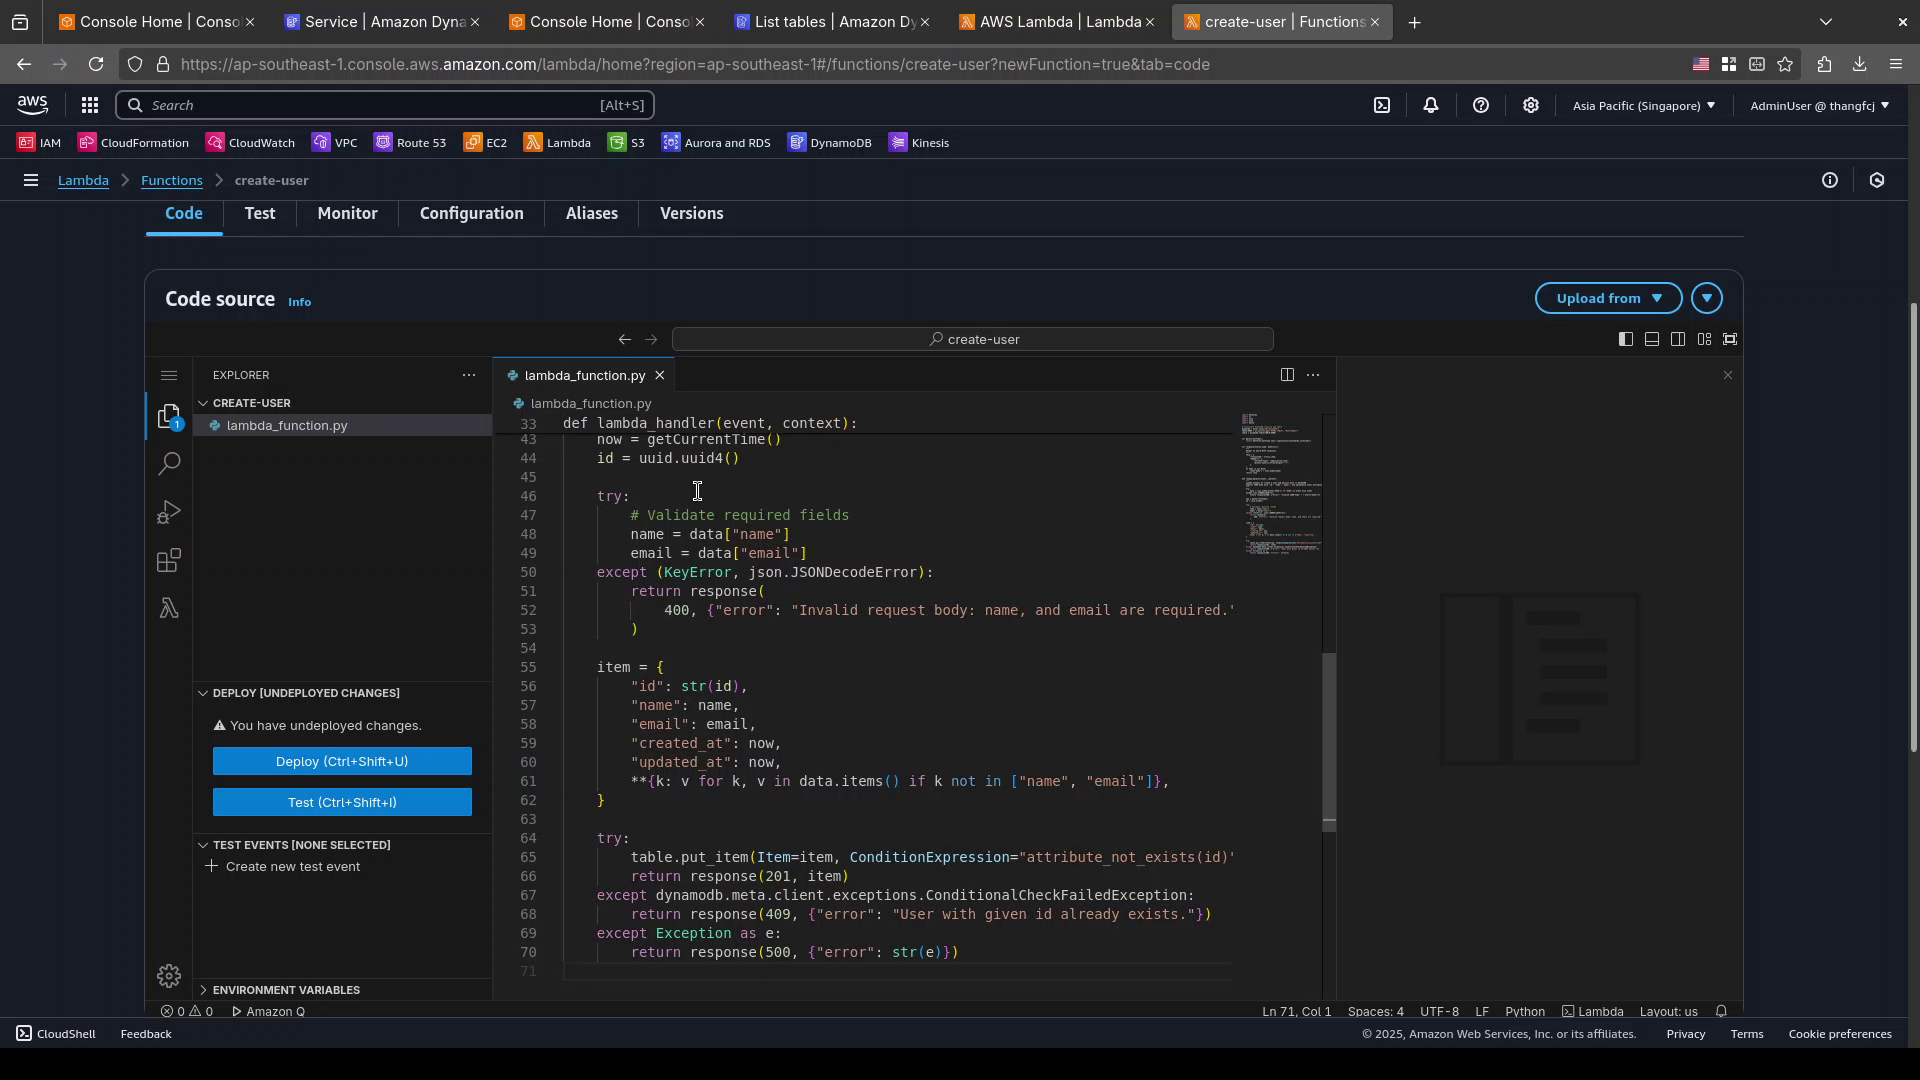 Console Home | Conso
Service | Amazon Dyna
Console Home | Conso
List tables | Amazon Dy
AWS Lambda | Lambda
create-user | Functions
https://ap-southeast-1.console.aws.amazon.com/lambda/home?region=ap-southeast-1#/functions/create-user?newFunction=true&tab=code
aws
Search
[Alt+S]
Asia Pacific (Singapore)
AdminUser @ thangfcj
IAM
CloudFormation
CloudWatch
VPC
Route 53
EC2
Lambda
S3
Aurora and RDS
DynamoDB
Kinesis
Lambda
Functions
create-user
Code
Test
Monitor
Configuration
Aliases
Versions
Code source
Info
Upload from
create-user
EXPLORER
CREATE-USER
lambda_function.py
1
DEPLOY [UNDEPLOYED CHANGES]
You have undeployed changes.
Deploy (Ctrl+Shift+U)
Test (Ctrl+Shift+I)
TEST EVENTS [NONE SELECTED]
Create new test event
ENVIRONMENT VARIABLES
lambda_function.py
lambda_function.py
33 def lambda_handler(event, context):
43 now = getCurrentTime()
44 id = uuid.uuid4()
45
46 try:
47 # Validate required fields
48 name = data["name"]
49 email = data["email"]
50 except (KeyError, json.JSONDecodeError):
51 return response(
52 400, {"error": "Invalid request body: name, and email are required.'
53 )
54
55 item = {
56 "id": str(id),
57 "name": name,
58 "email": email,
59 "created_at": now,
60 "updated_at": now,
61 **{k: v for k, v in data.items() if k not in ["name", "email"]},
62 }
63
64 try:
65 table.put_item(Item=item, ConditionExpression="attribute_not_exists(id)'
66 return response(201, item)
67 except dynamodb.meta.client.exceptions.ConditionalCheckFailedException:
68 return response(409, {"error": "User with given id already exists."})
69 except Exception as e:
70 return response(500, {"error": str(e)})
71
0 0
Amazon Q
Ln 71, Col 1
Spaces: 4
UTF-8
LF
Python
Lambda
Layout: us
CloudShell
Feedback
© 2025, Amazon Web Services, Inc. or its affiliates.
Privacy
Terms
Cookie preferences